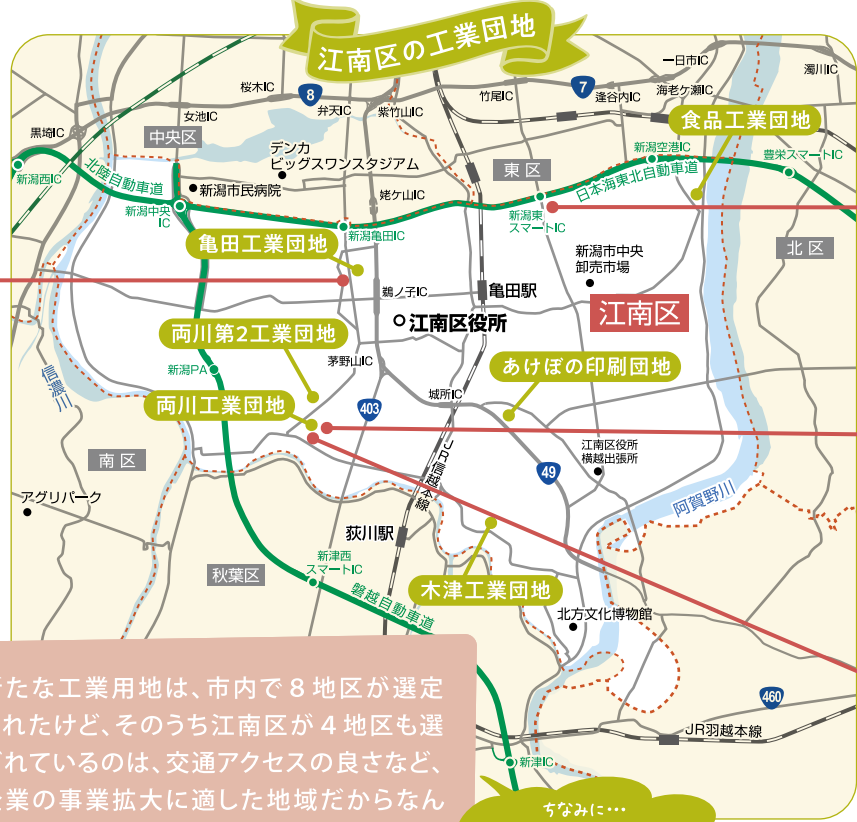 江南区の工業団地
一日市IC
濁川IC
桜木IC
8
竹尾IC
7
逢谷内IC
海老ケ瀬IC
女池IC
弁天IC
紫竹山IC
食品工業団地
黒埼IC
中央区
デンカ
ビッグスワンスタジアム
新潟空港IC
豊栄スマートIC
新潟西IC
北陸自動車道
新潟市民病院
姥ケ山IC
東区
日本海東北自動車道
新潟中央
IC
新潟亀田IC
新潟東
スマートIC
亀田工業団地
新潟市中央
卸売市場
北区
鵜ノ子IC
亀田駅
江南区
江南区役所
両川第2工業団地
茅野山IC
あけぼの印刷団地
新潟PA
信濃川
城所IC
両川工業団地
403
JR信越本線
江南区役所
横越出張所
南区
49
アグリパーク
阿賀野川
荻川駅
新津西
スマートIC
秋葉区
木津工業団地
磐越自動車道
北方文化博物館
たな工業用地は、市内で8地区が選定
れたけど、そのうち江南区が4地区も選
れているのは、交通アクセスの良さなど、
業の事業拡大に適した地域だからなん
460
JR羽越本線
新津IC
ちなみに…